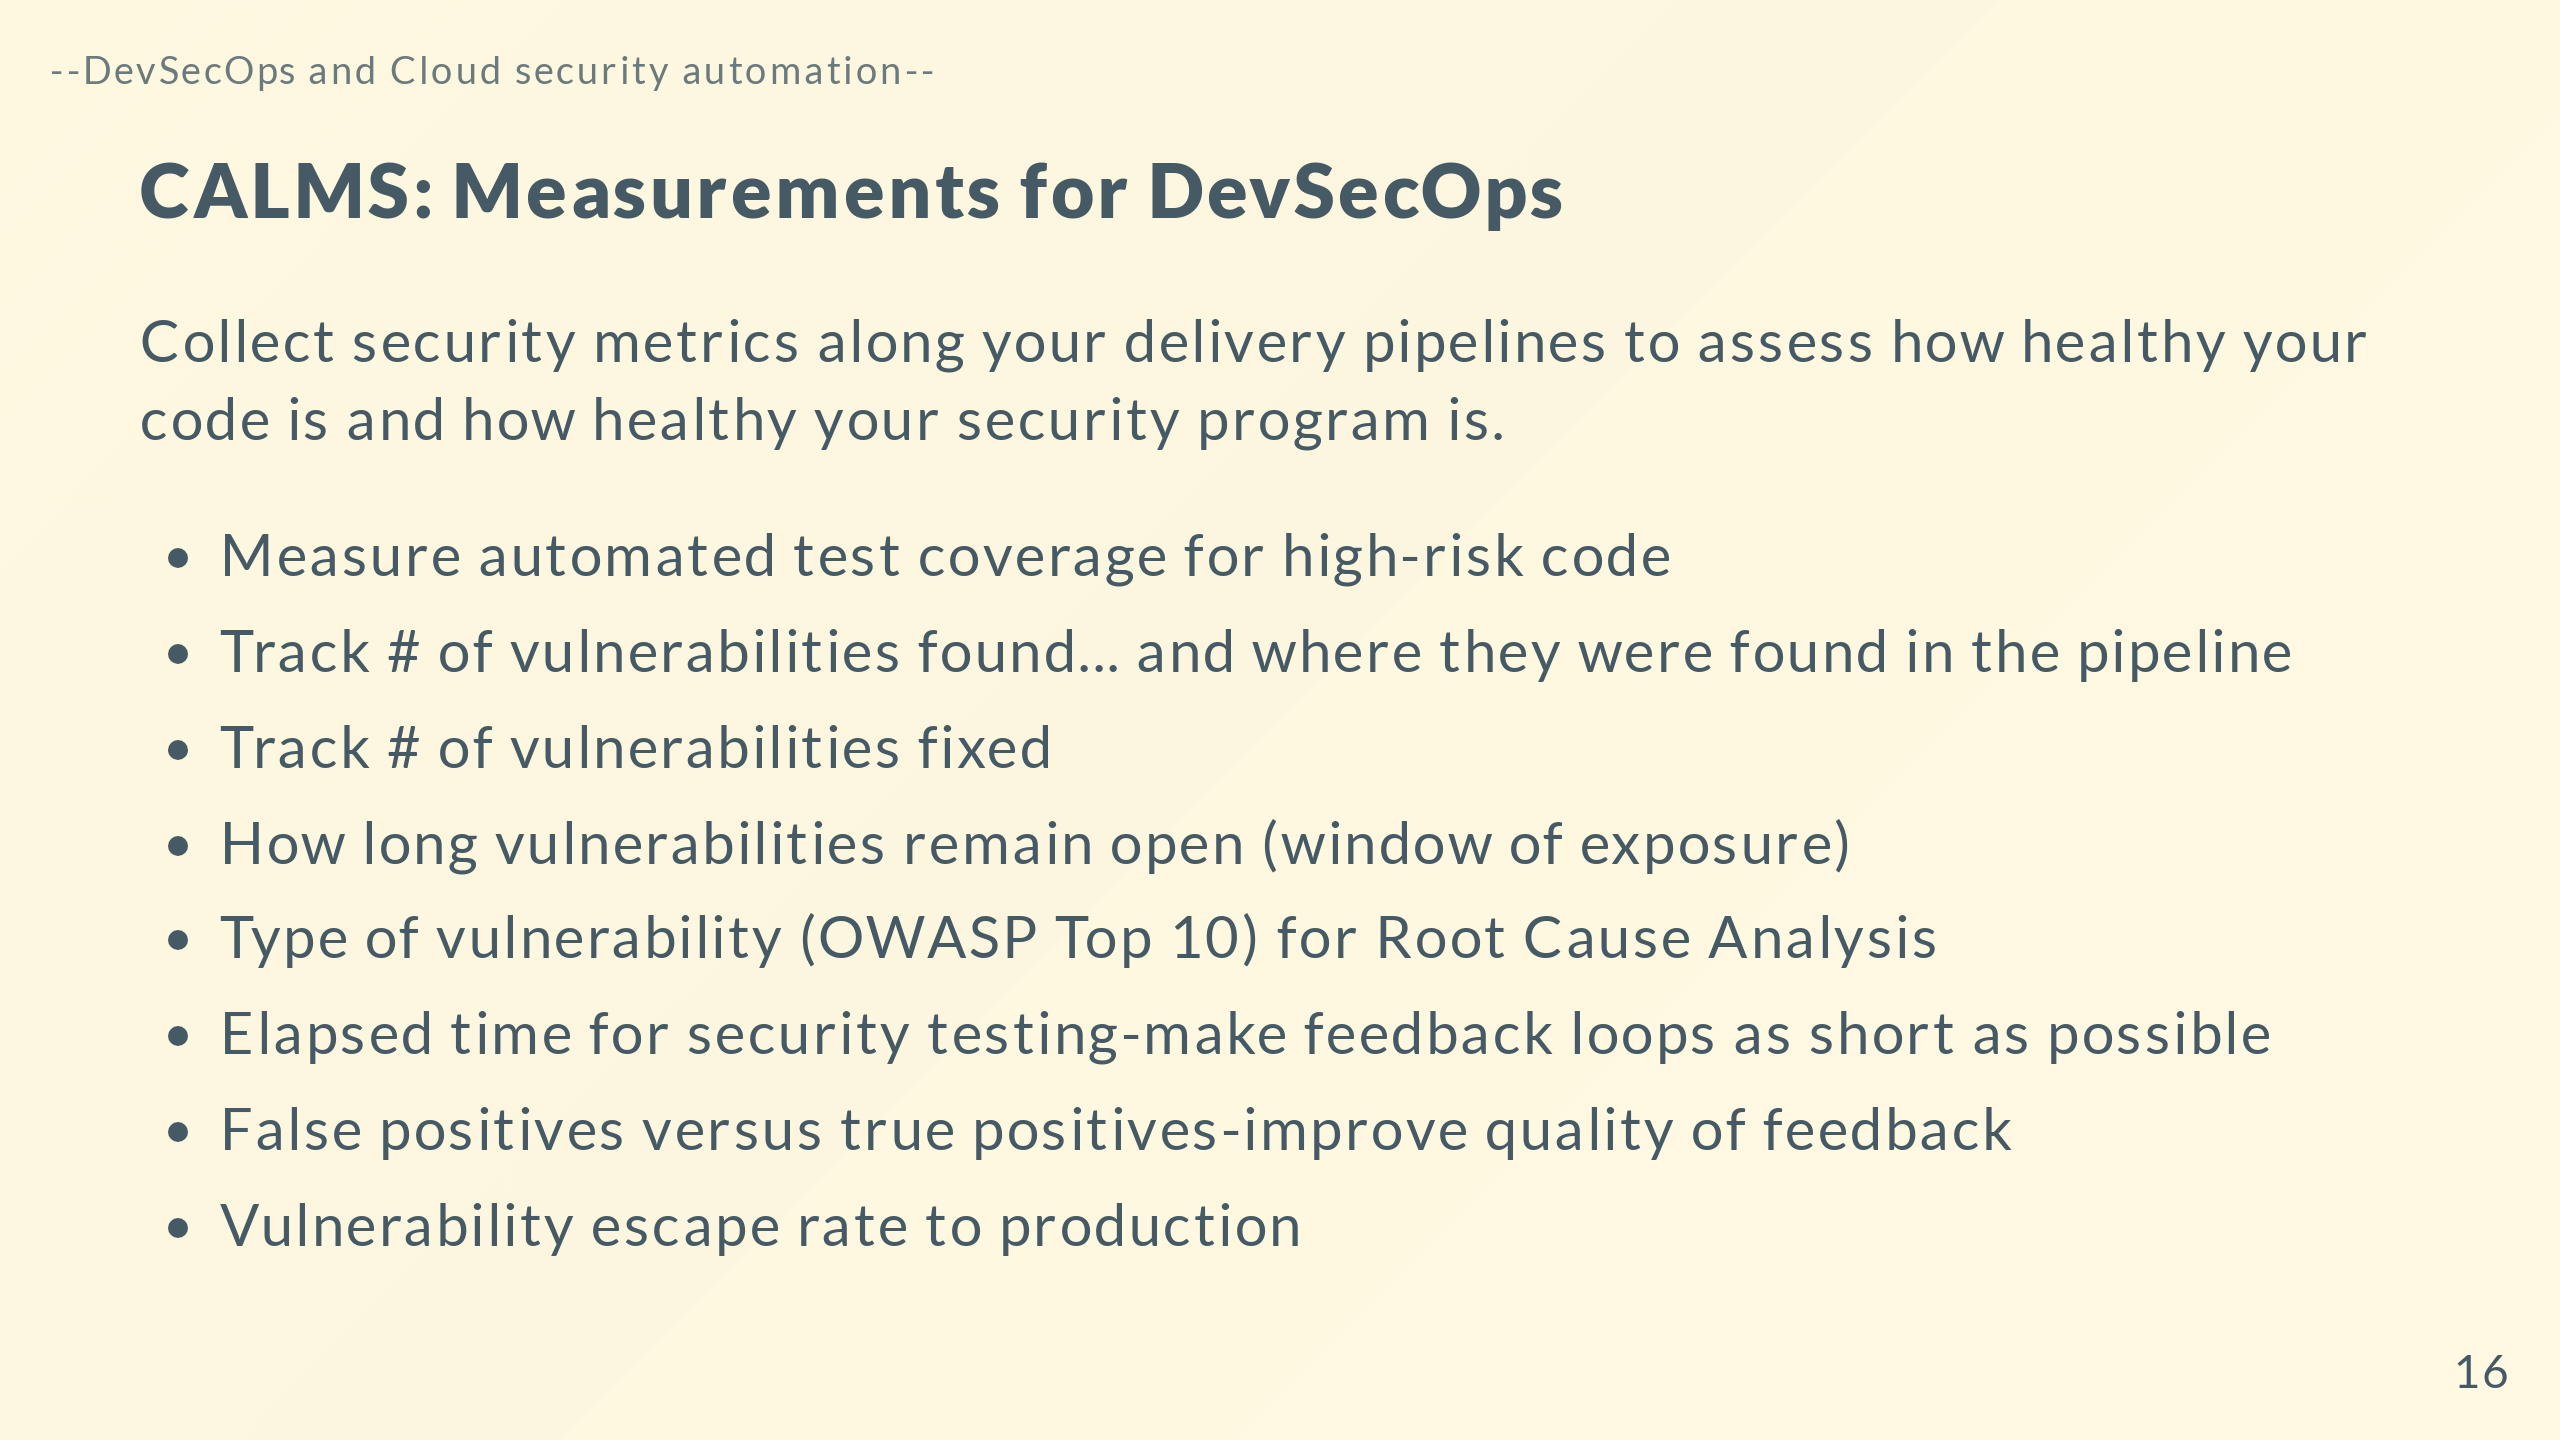 --DevSecOps and Cloud security automation--
CALMS: Measurements for DevSecOps
Collect security metrics along your delivery pipelines to assess how healthy your
code is and how healthy your security program is.
• Measure automated test coverage for high-risk code
• Track # of vulnerabilities found... and where they were found in the pipeline
• Track # of vulnerabilities fixed
• How long vulnerabilities remain open (window of exposure)
• Type of vulnerability (OWASP Top 10) for Root Cause Analysis
• Elapsed time for security testing-make feedback loops as short as possible
• False positives versus true positives-improve quality of feedback
• Vulnerability escape rate to production
16